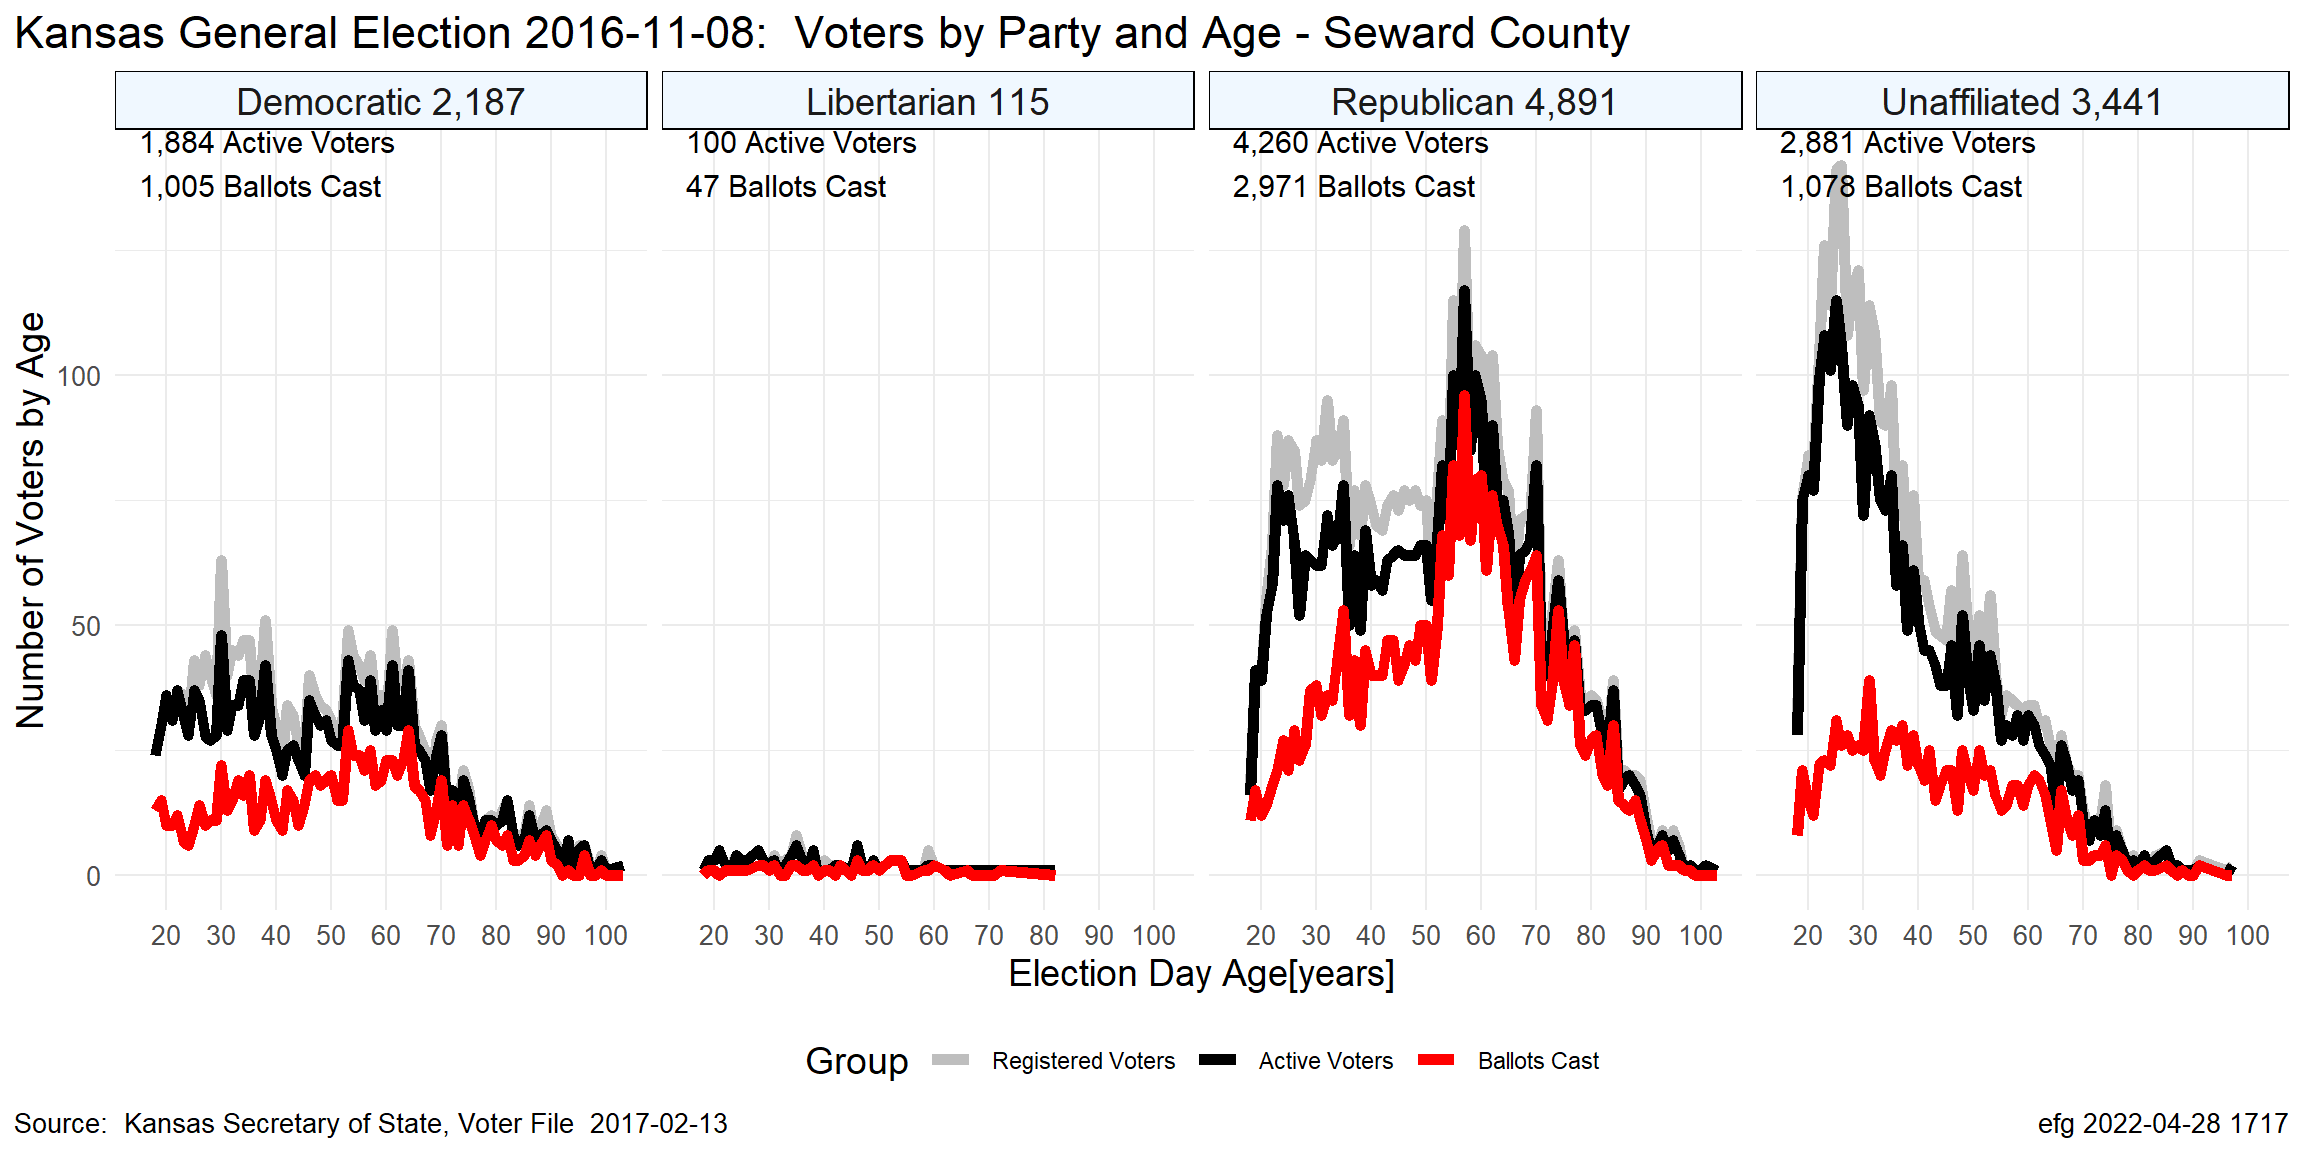 Kansas General Election 2016-11-08:  Voters by Party and Age - Seward County
Democratic 2,187
Libertarian 115
Republican 4,891
Unaffiliated 3,441
1,884 Active Voters
1,005 Ballots Cast
100 Active Voters
47 Ballots Cast
4,260 Active Voters
2,971 Ballots Cast
2,881 Active Voters
1,078 Ballots Cast
Number of Voters by Age
100
50
0
20 30 40 50 60 70 80 90 100
20 30 40 50 60 70 80 90 100
20 30 40 50 60 70 80 90 100
20 30 40 50 60 70 80 90 100
Election Day Age[years]
Group Registered Voters Active Voters Ballots Cast
Source:  Kansas Secretary of State, Voter File  2017-02-13
efg 2022-04-28 1717